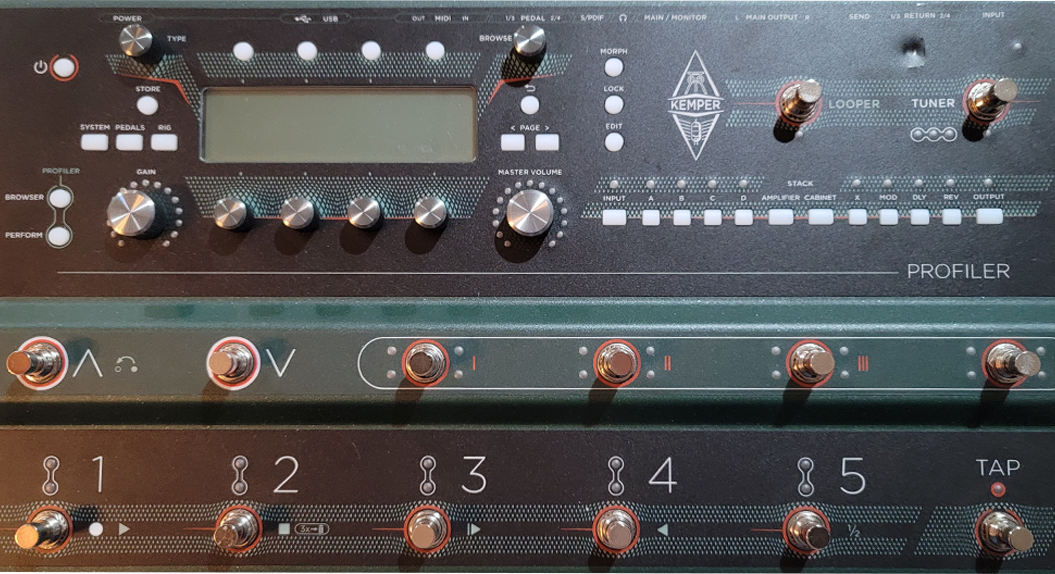 POWER USB OUT MIDI IN 1/3 PEDAL 2/4 S/PDIF MAIN / MONITOR L MAIN OUTPUT R SEND 1/3 RETURN 2/4 INPUT
TYPE BROWSE
MORPH
STORE LOCK
KEMPER LOOPER TUNER
SYSTEM PEDALS RIG < PAGE > EDIT
PROFILER GAIN MASTER VOLUME
STACK
BROWSER INPUT A B C D AMPLIFIER CABINET X MOD DLY REV OUTPUT
PERFORM
PROFILER
I II III
1 2 3 4 5 TAP
3x 1/2